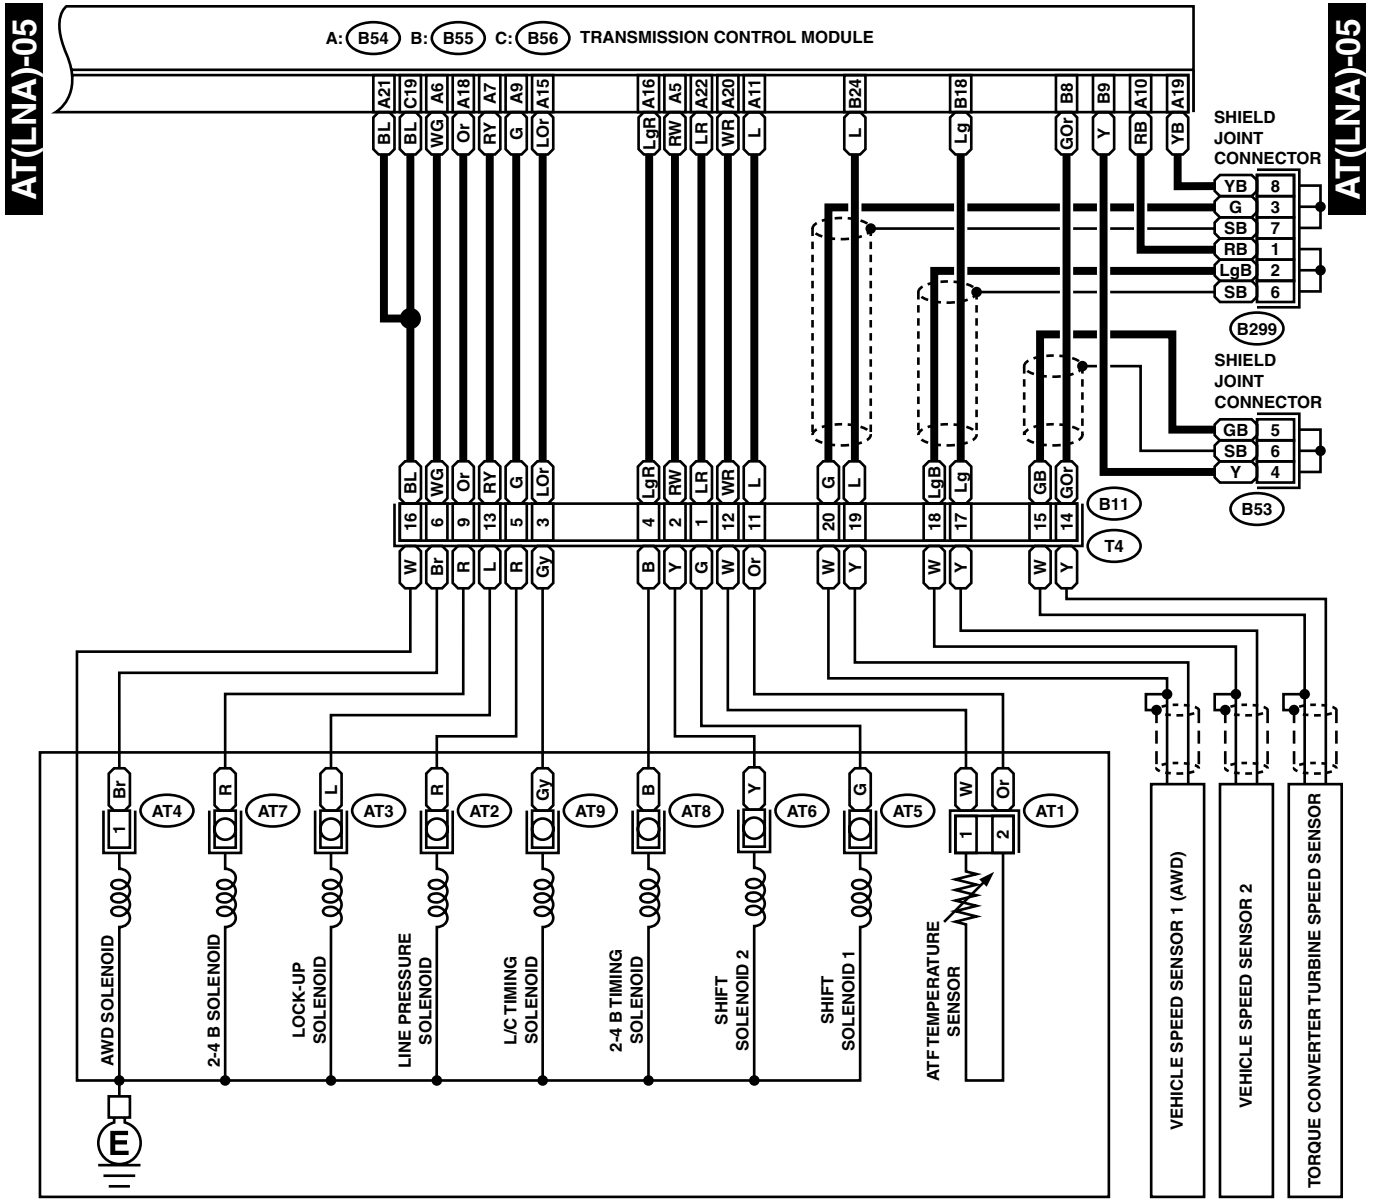 AT(LNA)-05
AT(LNA)-05
A: B54 B: B55 C: B56 TRANSMISSION CONTROL MODULE
A21 C19 A6 A18 A7 A9 A15 A16 A5 A22 A20 A11 B24 B18 B8 B9 A10 A19
BL BL WG Or RY G LOr LgR RW LR WR L L Lg GOr Y RB YB
SHIELD
JOINT
CONNECTOR
YB 8
G 3
SB 7
RB 1
LgB 2
SB 6
B299
SHIELD
JOINT
CONNECTOR
GB 5
SB 6
Y 4
B53
BL WG Or RY G LOr LgR RW LR WR L G L LgB Lg GB GOr
B11
16 6 9 13 5 3 4 2 1 12 11 20 19 18 17 15 14
T4
W Br R L R Gy B Y G W Or W Y W Y W Y
Br R L R Gy B Y G W Or
1 AT4 AT7 AT3 AT2 AT9 AT8 AT6 AT5 1 2 AT1
AWD SOLENOID
2-4 B SOLENOID
LOCK-UP
SOLENOID
LINE PRESSURE
SOLENOID
L/C TIMING
SOLENOID
2-4 B TIMING
SOLENOID
SHIFT
SOLENOID 2
SHIFT
SOLENOID 1
ATF TEMPERATURE
SENSOR
VEHICLE SPEED SENSOR 1 (AWD)
VEHICLE SPEED SENSOR 2
TORQUE CONVERTER TURBINE SPEED SENSOR
E